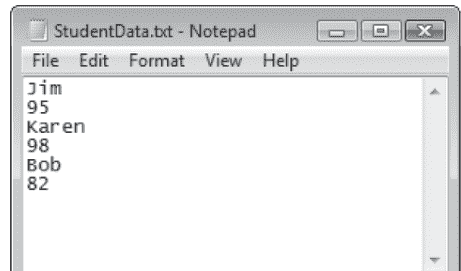 StudentData.txt - Notepad
File Edit Format View Help
Jim
95
Karen
98
Bob
82